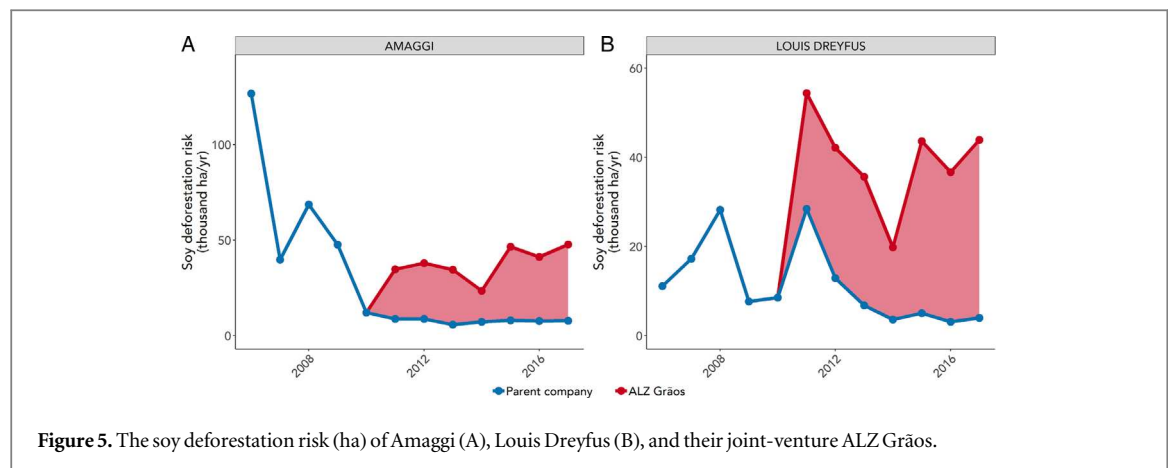 A
AMAGGI
Soy deforestation risk
(thousand ha/yr)
100
50
0
2008
2012
2016
B
LOUIS DREYFUS
Soy deforestation risk
(thousand ha/yr)
60
40
20
0
2008
2012
2016
Parent company
ALZ Gräos
Figure 5. The soy deforestation risk (ha) of Amaggi (A), Louis Dreyfus (B), and their joint-venture ALZ Grãos.